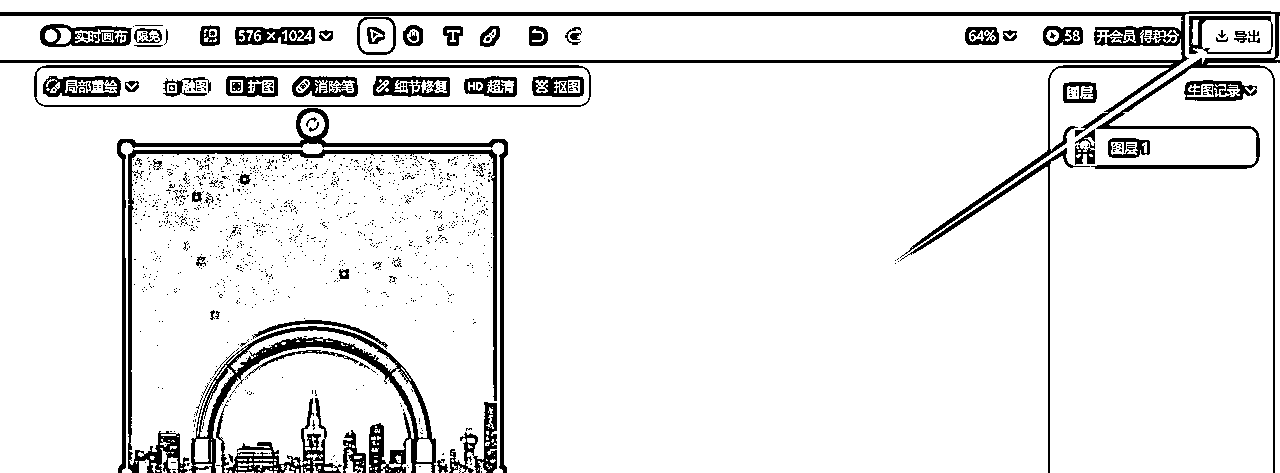 实时画布 限免 576 × 1024 64% 58 开会员 得积分 导出
局部重绘 融图 扩图 消除笔 细节修复 HD 超清 抠图
图层 生图记录
图层 1